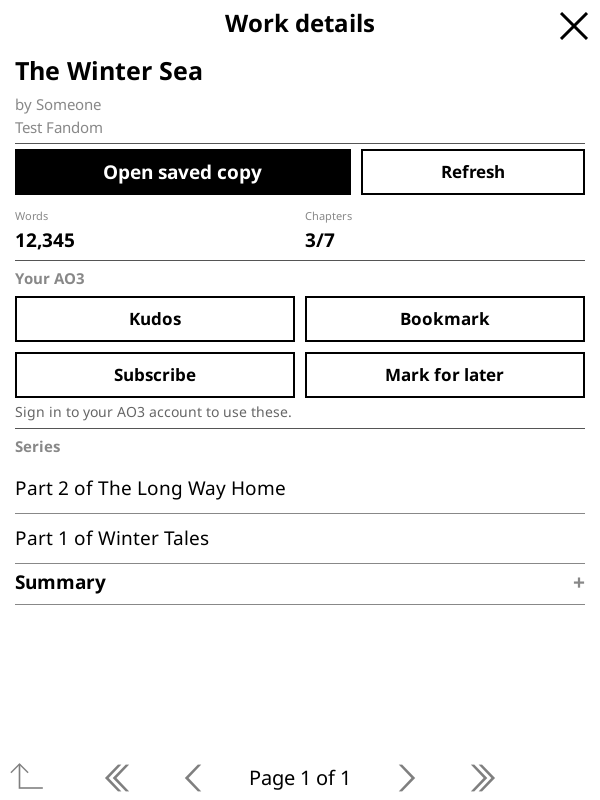 Work details
The Winter Sea
by Someone
Test Fandom
Open saved copy
Refresh
Words
Chapters
12,345
3/7
Your AO3
Kudos
Bookmark
Subscribe
Mark for later
Sign in to your AO3 account to use these.
Series
Part 2 of The Long Way Home
Part 1 of Winter Tales
Summary +
Page 1 of 1